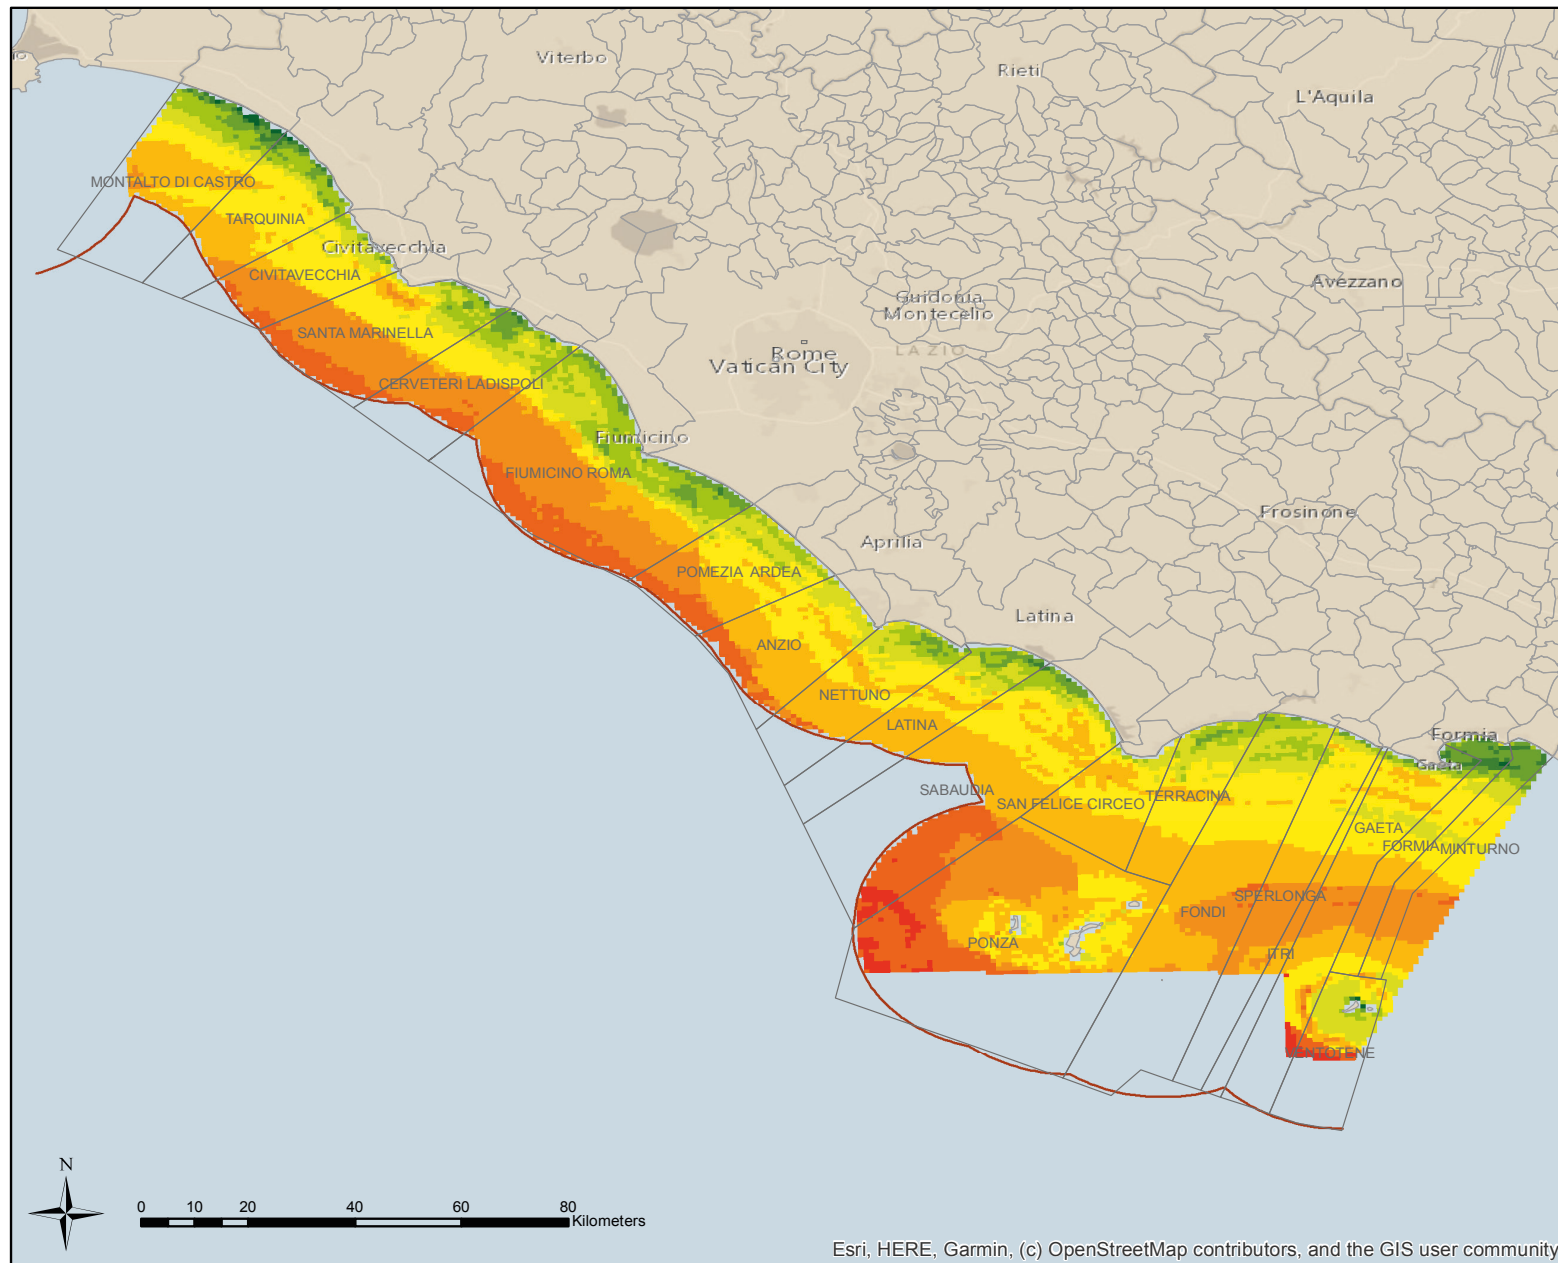 Viterbo
Rieti
L'Aquila
io
MONTALTO DI CASTRO
TARQUINIA
Civitavecchia
CIVITAVECCHIA
Avezzano
Guidonia
Montecelio
SANTA MARINELLA
Rome
Vatican City
LAZIO
CERVETERI LADISPOLI
Fiumicino
FIUMICINO ROMA
Frosinone
Aprilia
POMEZIA ARDEA
Latina
ANZIO
NETTUNO
LATINA
Formia
Gaeta
SABAUDIA
SAN FELICE CIRCEO
TERRACINA
GAETA
FORMIA
MINTURNO
SPERLONGA
FONDI
PONZA
ITRI
VENTOTENE
N
0 10 20 40 60 80
Kilometers
Esri, HERE, Garmin, (c) OpenStreetMap contributors, and the GIS user community